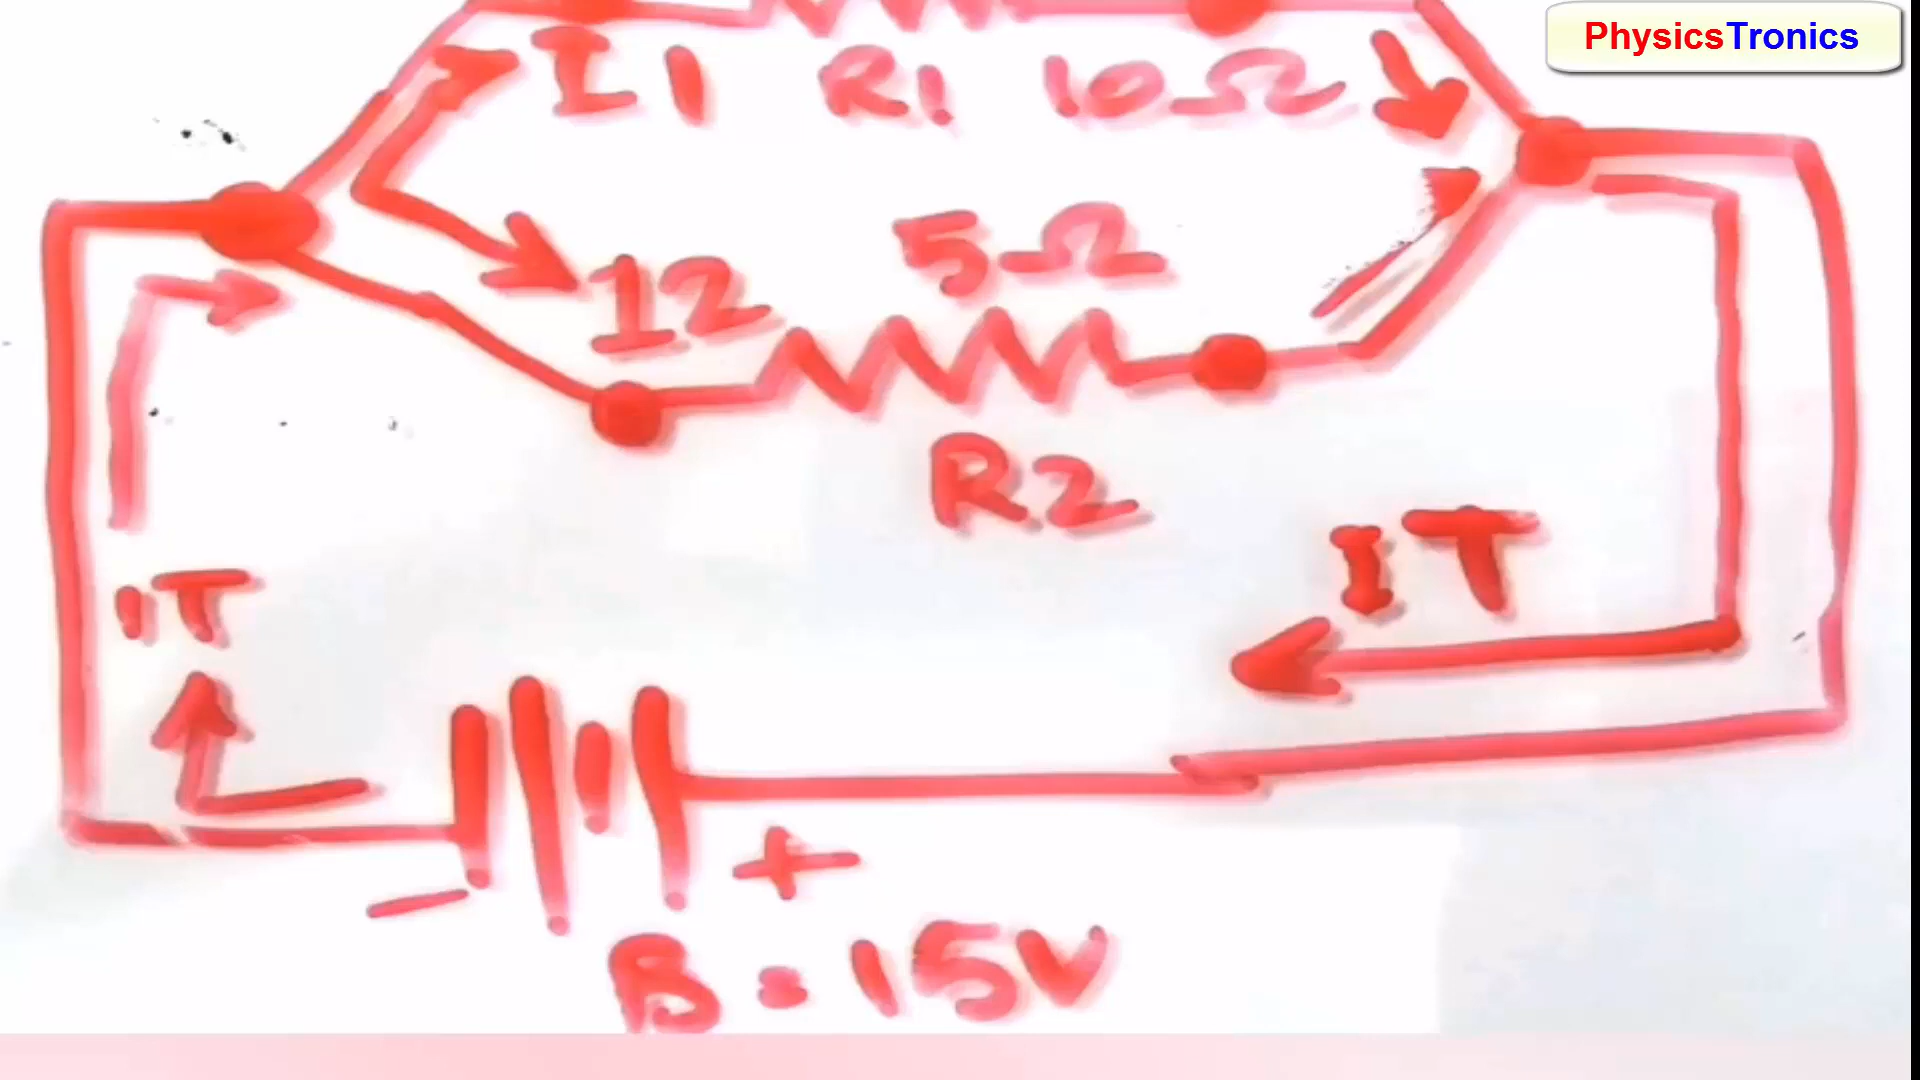 PhysicsTronics
I1 R1 10Ω
5Ω
I2
R2
IT
IT
- +
B = 15V